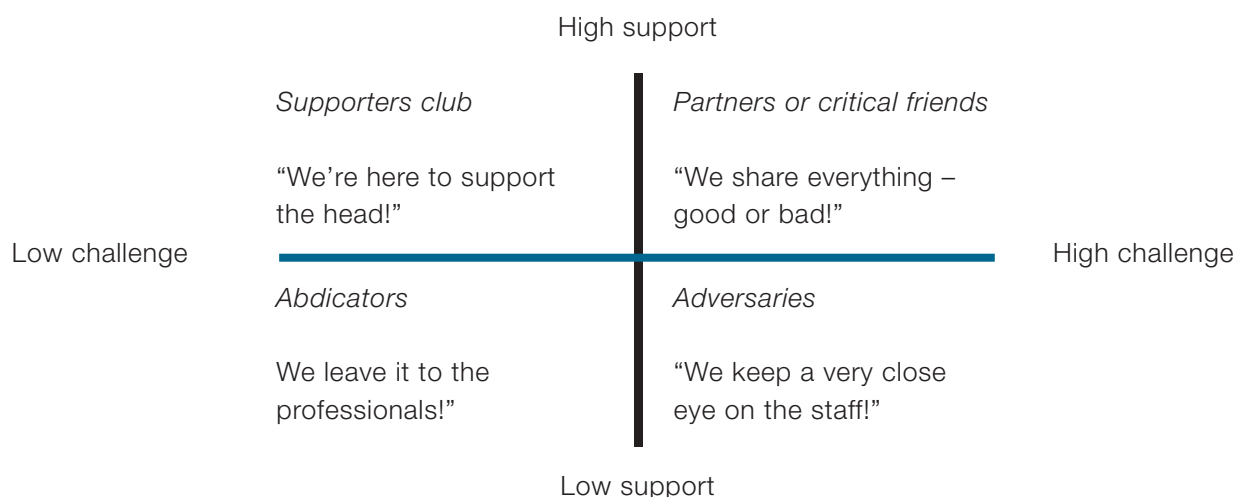 High support
Supporters club
“We’re here to support
the head!”
Partners or critical friends
“We share everything –
good or bad!”
Low challenge
High challenge
Abdicators
We leave it to the
professionals!”
Adversaries
“We keep a very close
eye on the staff!”
Low support